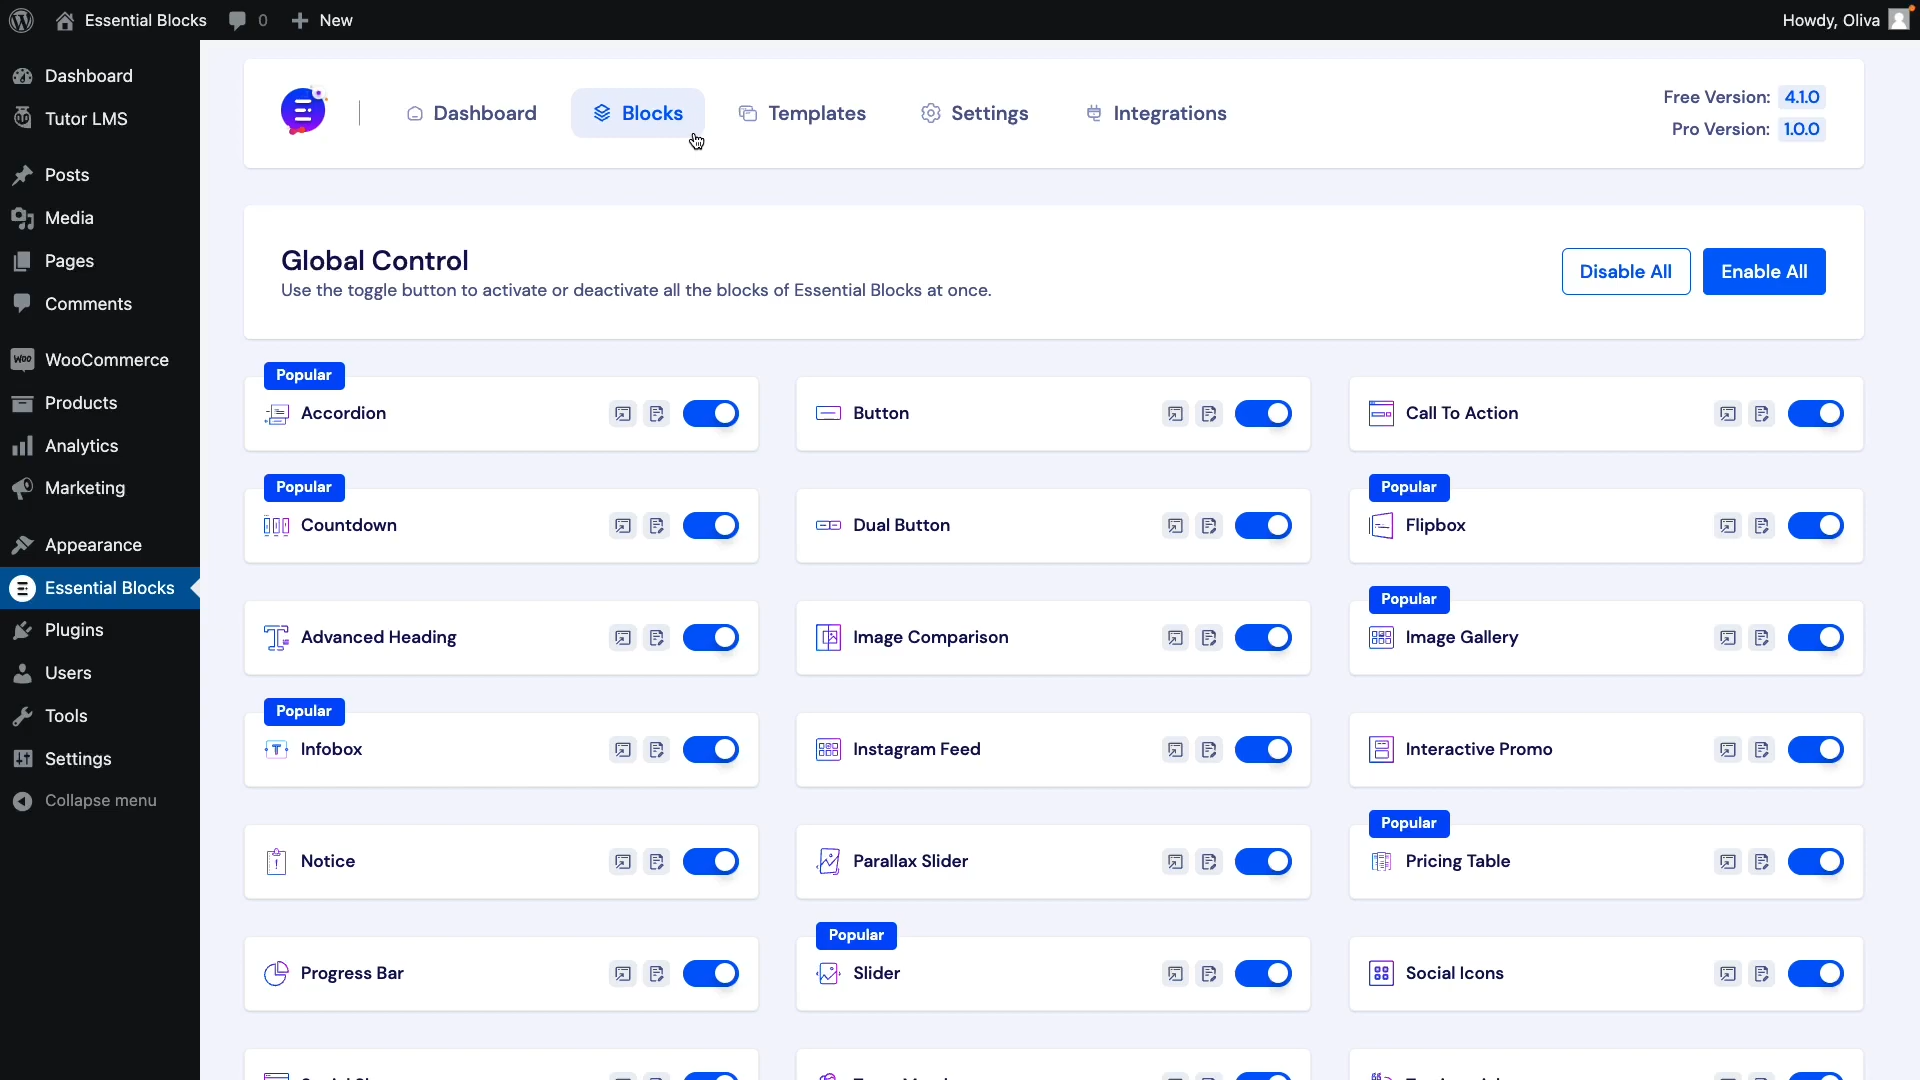 Essential Blocks 0 New Howdy, Oliva
Dashboard
Tutor LMS
Posts
Media
Pages
Comments
WooCommerce
Products
Analytics
Marketing
Appearance
Essential Blocks
Plugins
Users
Tools
Settings
Collapse menu
Dashboard Blocks Templates Settings Integrations
Free Version: 4.1.0
Pro Version: 1.0.0
Global Control
Use the toggle button to activate or deactivate all the blocks of Essential Blocks at once.
Disable All Enable All
Popular
Accordion Button Call To Action
Popular Popular
Countdown Dual Button Flipbox
Popular
Advanced Heading Image Comparison Image Gallery
Popular
Infobox Instagram Feed Interactive Promo
Popular
Notice Parallax Slider Pricing Table
Popular
Progress Bar Slider Social Icons